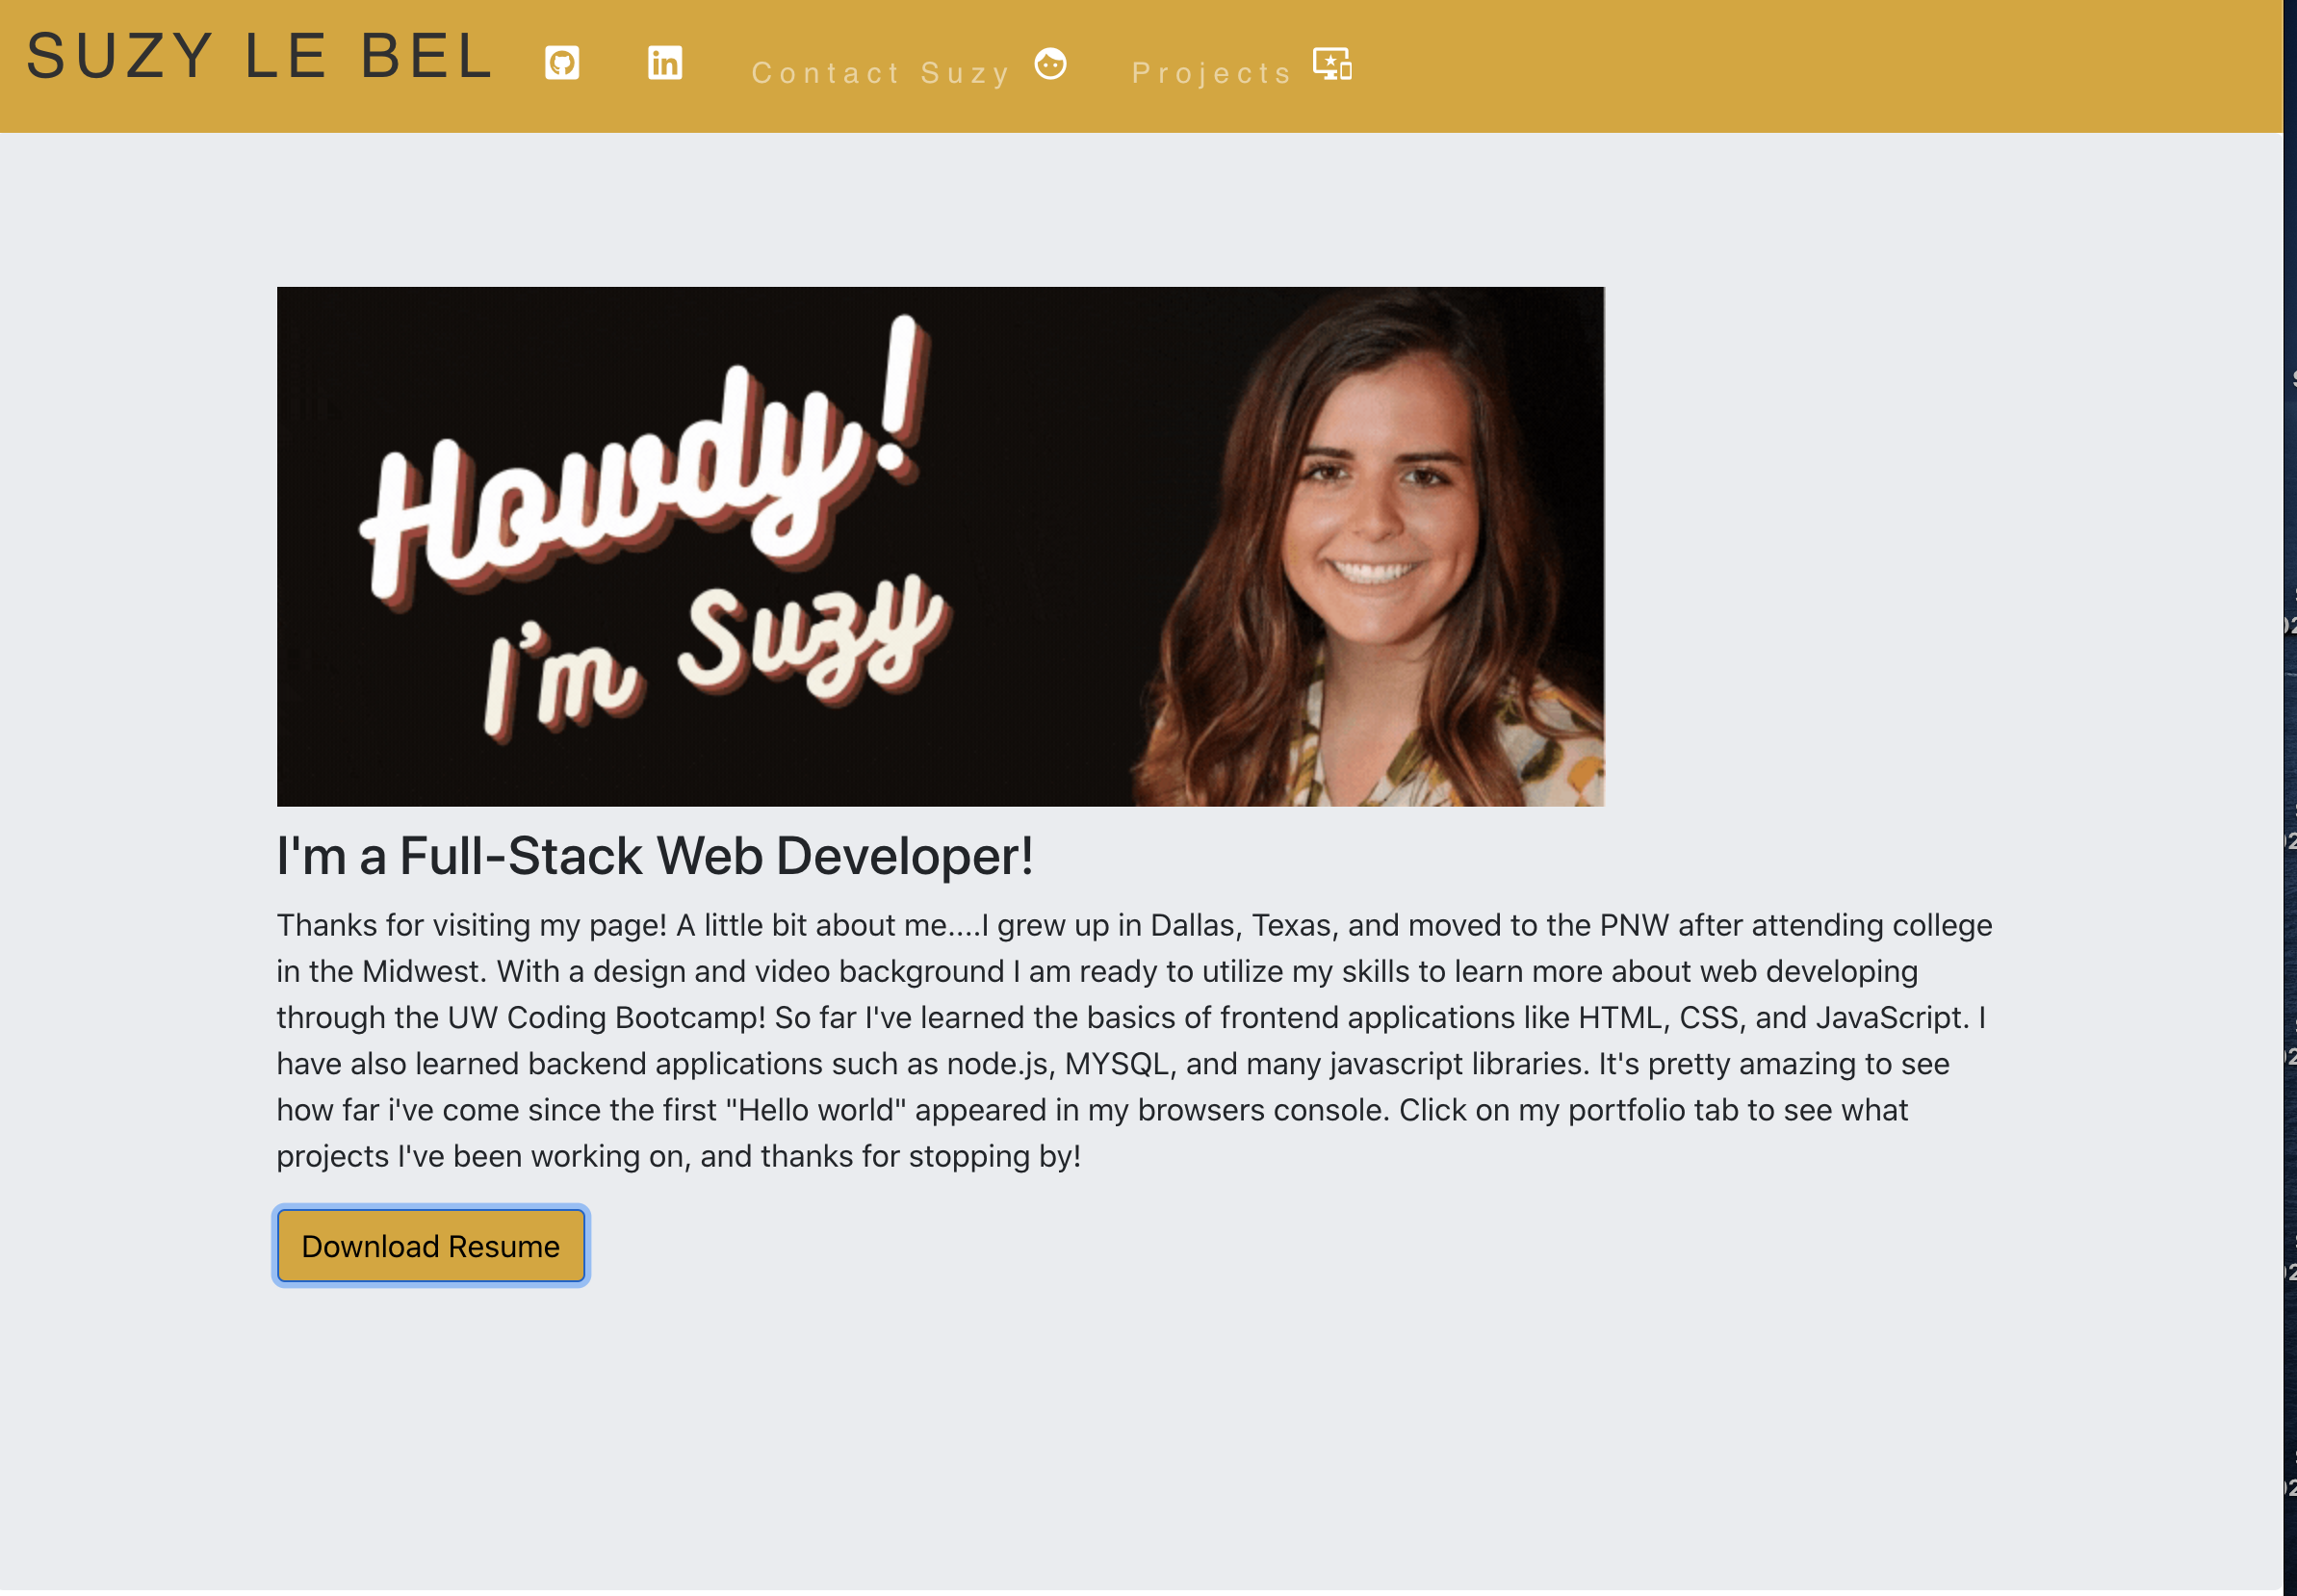 SUZY LE BEL
in
Contact Suzy
Projects
Howdy!
I'm Suzy
I'm a Full-Stack Web Developer!
Thanks for visiting my page! A little bit about me....I grew up in Dallas, Texas, and moved to the PNW after attending college
in the Midwest. With a design and video background I am ready to utilize my skills to learn more about web developing
through the UW Coding Bootcamp! So far I've learned the basics of frontend applications like HTML, CSS, and JavaScript. I
have also learned backend applications such as node.js, MYSQL, and many javascript libraries. It's pretty amazing to see
how far i've come since the first "Hello world" appeared in my browsers console. Click on my portfolio tab to see what
projects I've been working on, and thanks for stopping by!
Download Resume